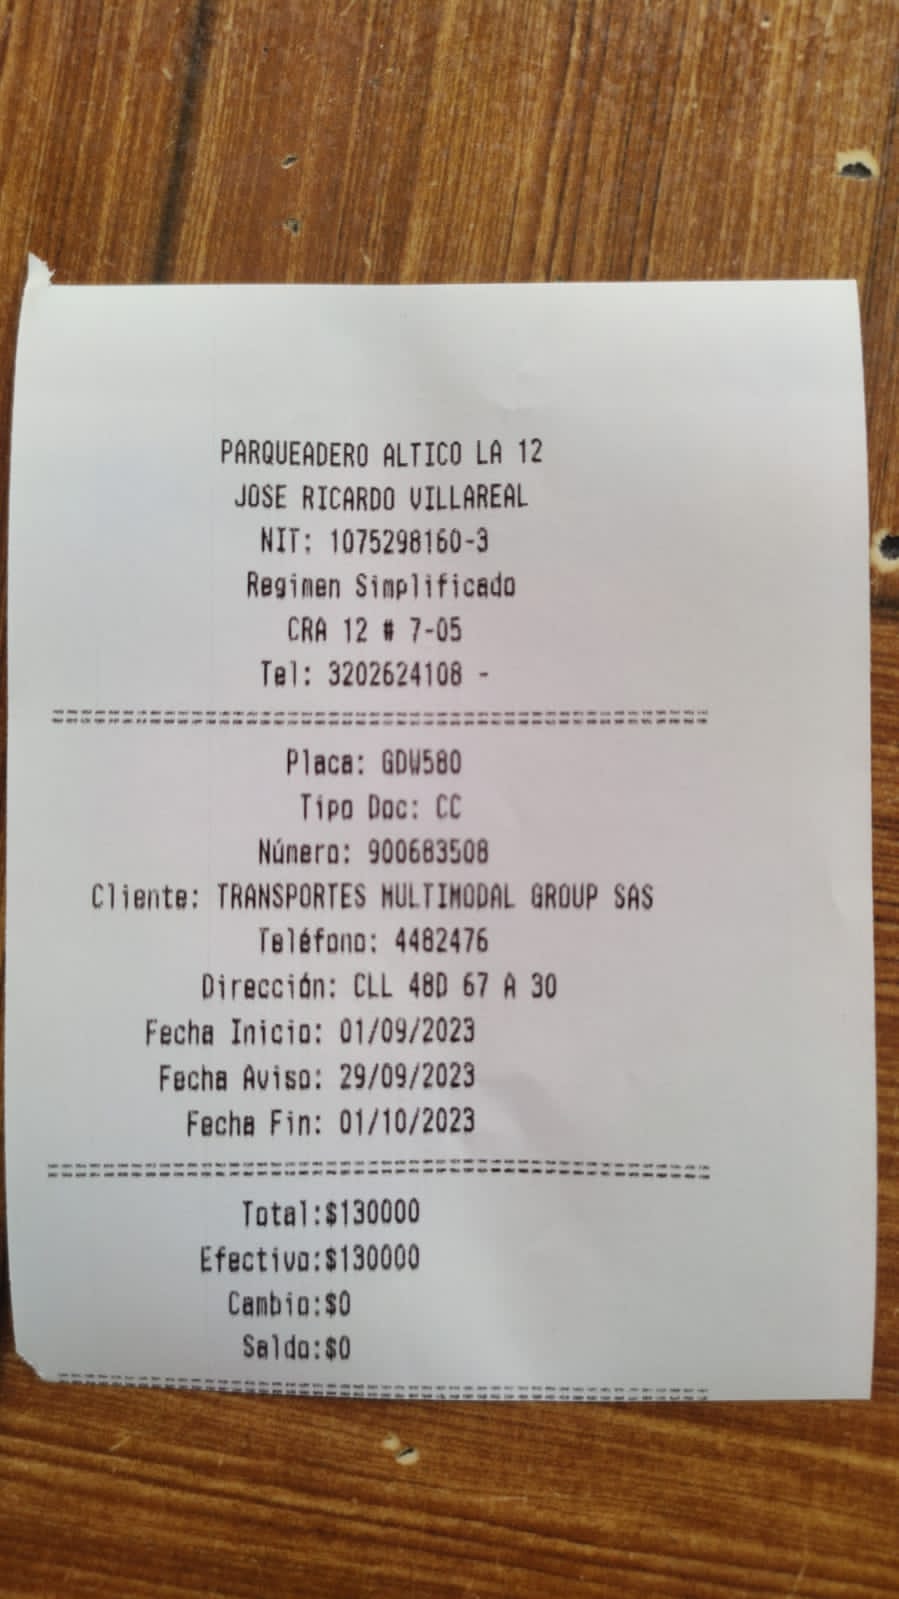 PARQUEADERO ALTICO LA 12
JOSE RICARDO VILLAREAL
NIT: 1075298160-3
Regimen Simplificado
CRA 12 # 7-05
Tel: 3202624108 -
==================================================
Placa: GDW580
Tipo Doc: CC
Número: 900683508
Cliente: TRANSPORTES MULTIMODAL GROUP SAS
Teléfono: 4482476
Dirección: CLL 48D 67 A 30
Fecha Inicio: 01/09/2023
Fecha Aviso: 29/09/2023
Fecha Fin: 01/10/2023
==================================================
Total:$130000
Efectivo:$130000
Cambio:$0
Saldo:$0
==================================================